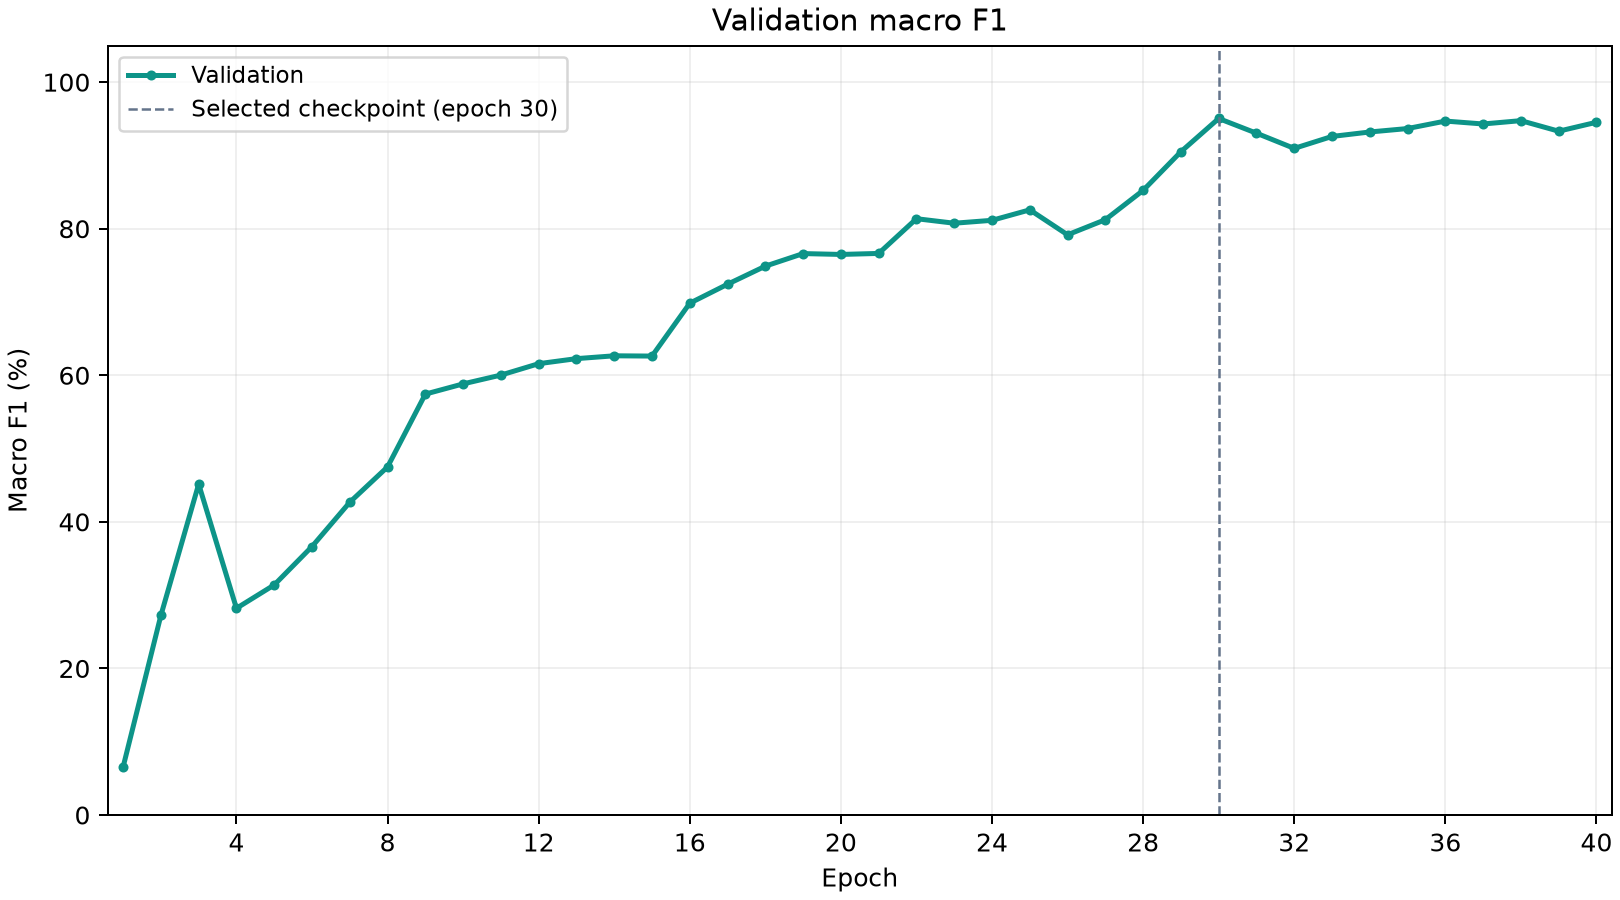 Validation macro F1
Validation
Selected checkpoint (epoch 30)
Macro F1 (%)
100
80
60
40
20
0
4 8 12 16 20 24 28 32 36 40
Epoch